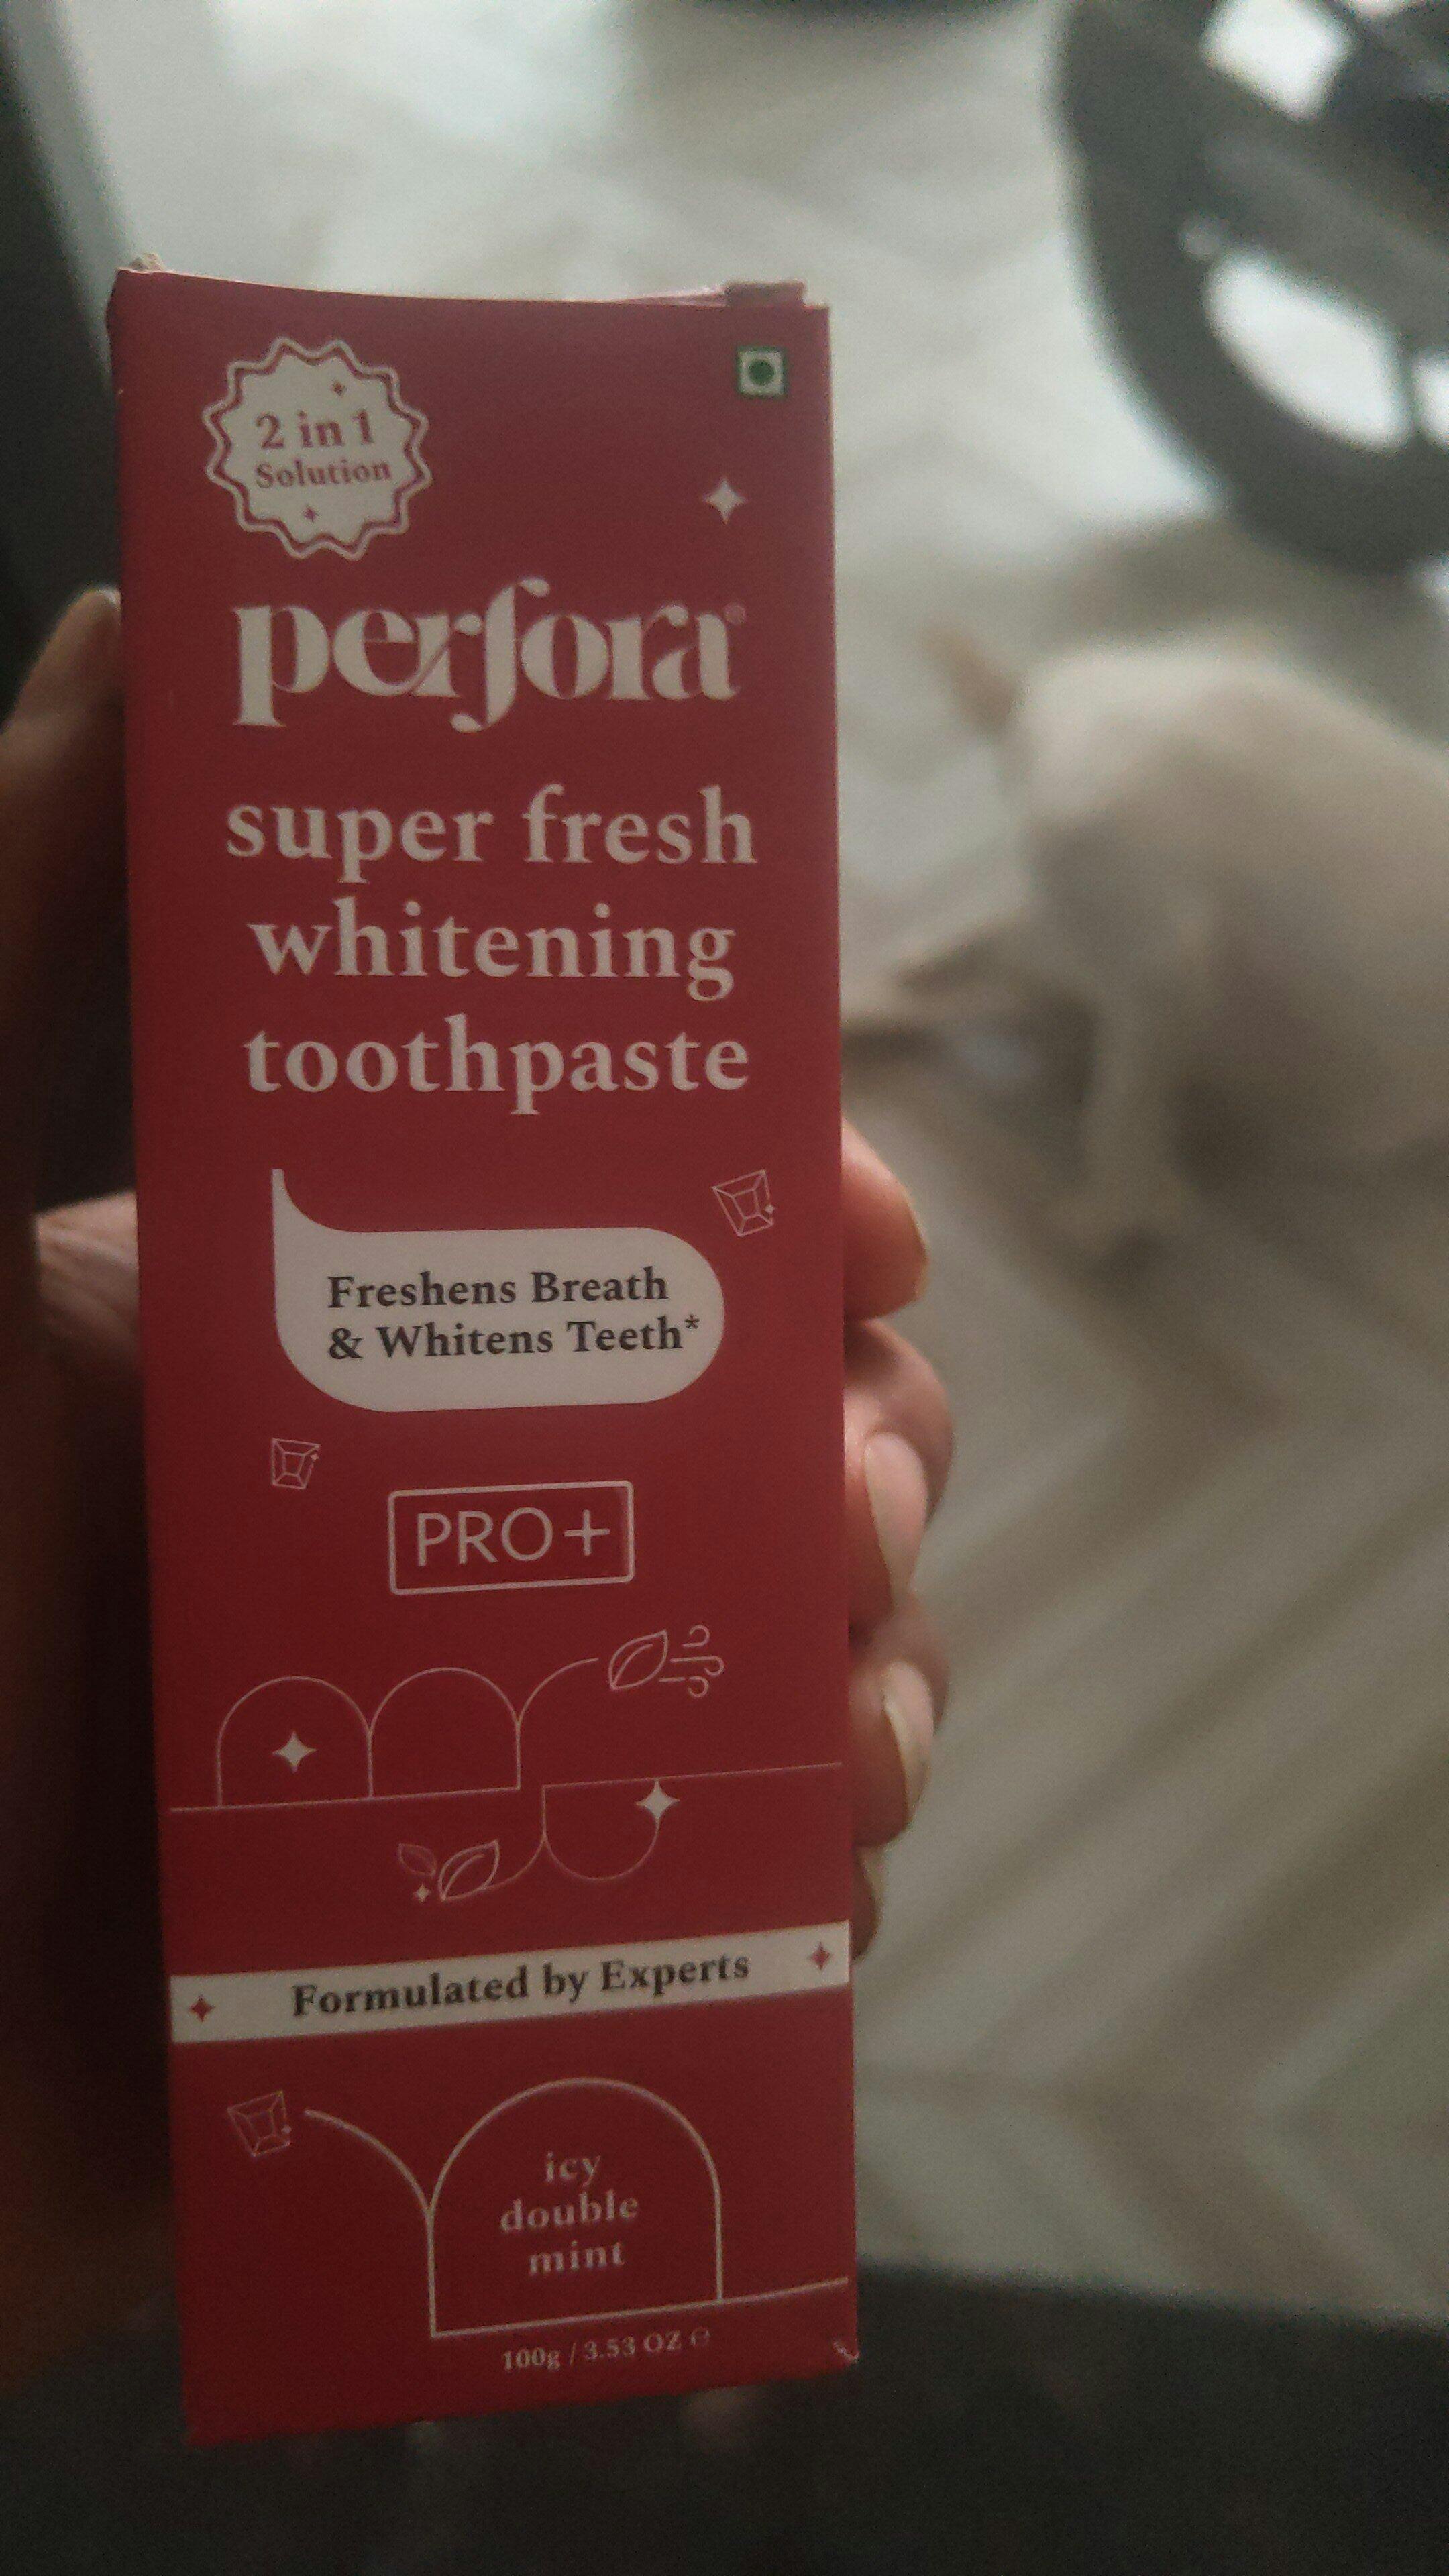 2 in 1
Solution
perfora®
super fresh
whitening
toothpaste
Freshens Breath
& Whitens Teeth*
PRO+
Formulated by Experts
icy
double
mint
100g / 3.53 OZ ℮